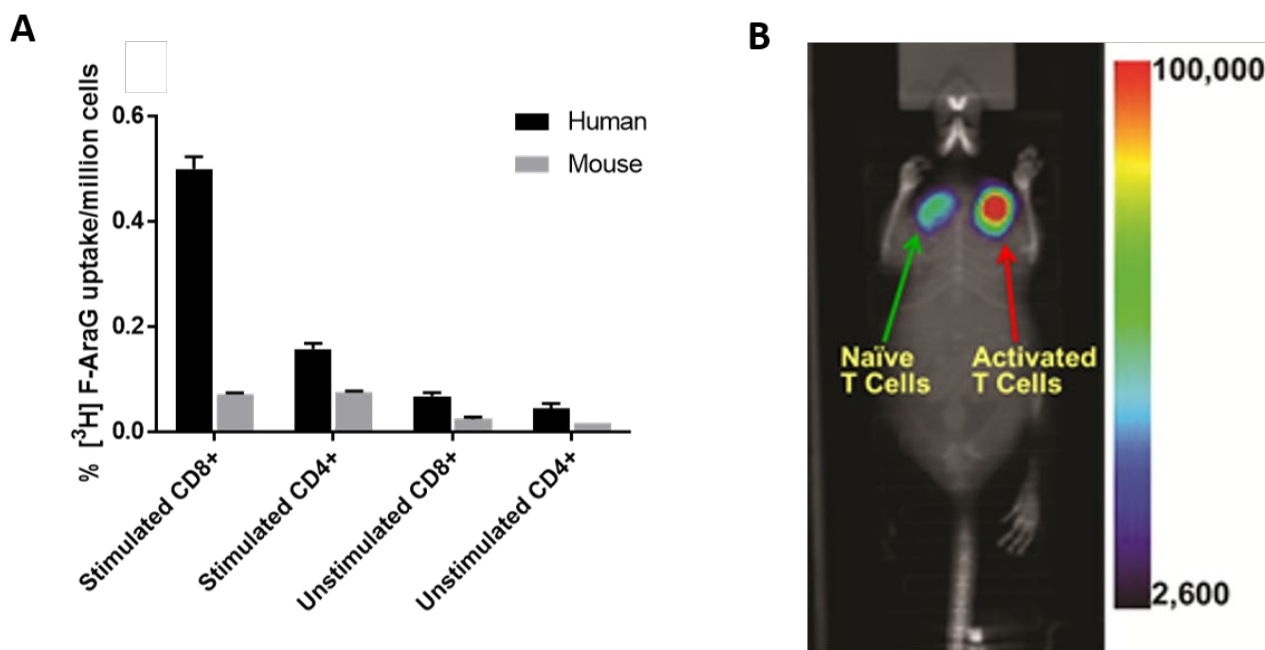 A
% [³H] F-AraG uptake/million cells
0.6
0.4
0.2
0.0
Human
Mouse
Stimulated CD8+
Stimulated CD4+
Unstimulated CD8+
Unstimulated CD4+
B
Naïve
T Cells
Activated
T Cells
100,000
2,600